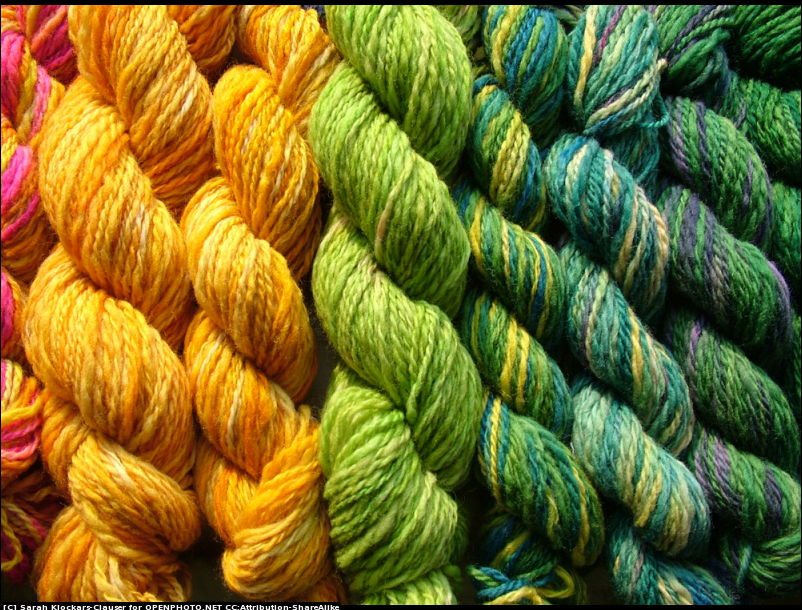 [C] Sarah Klockars-Clauser for OPENPHOTO.NET CC:Attribution-ShareAlike